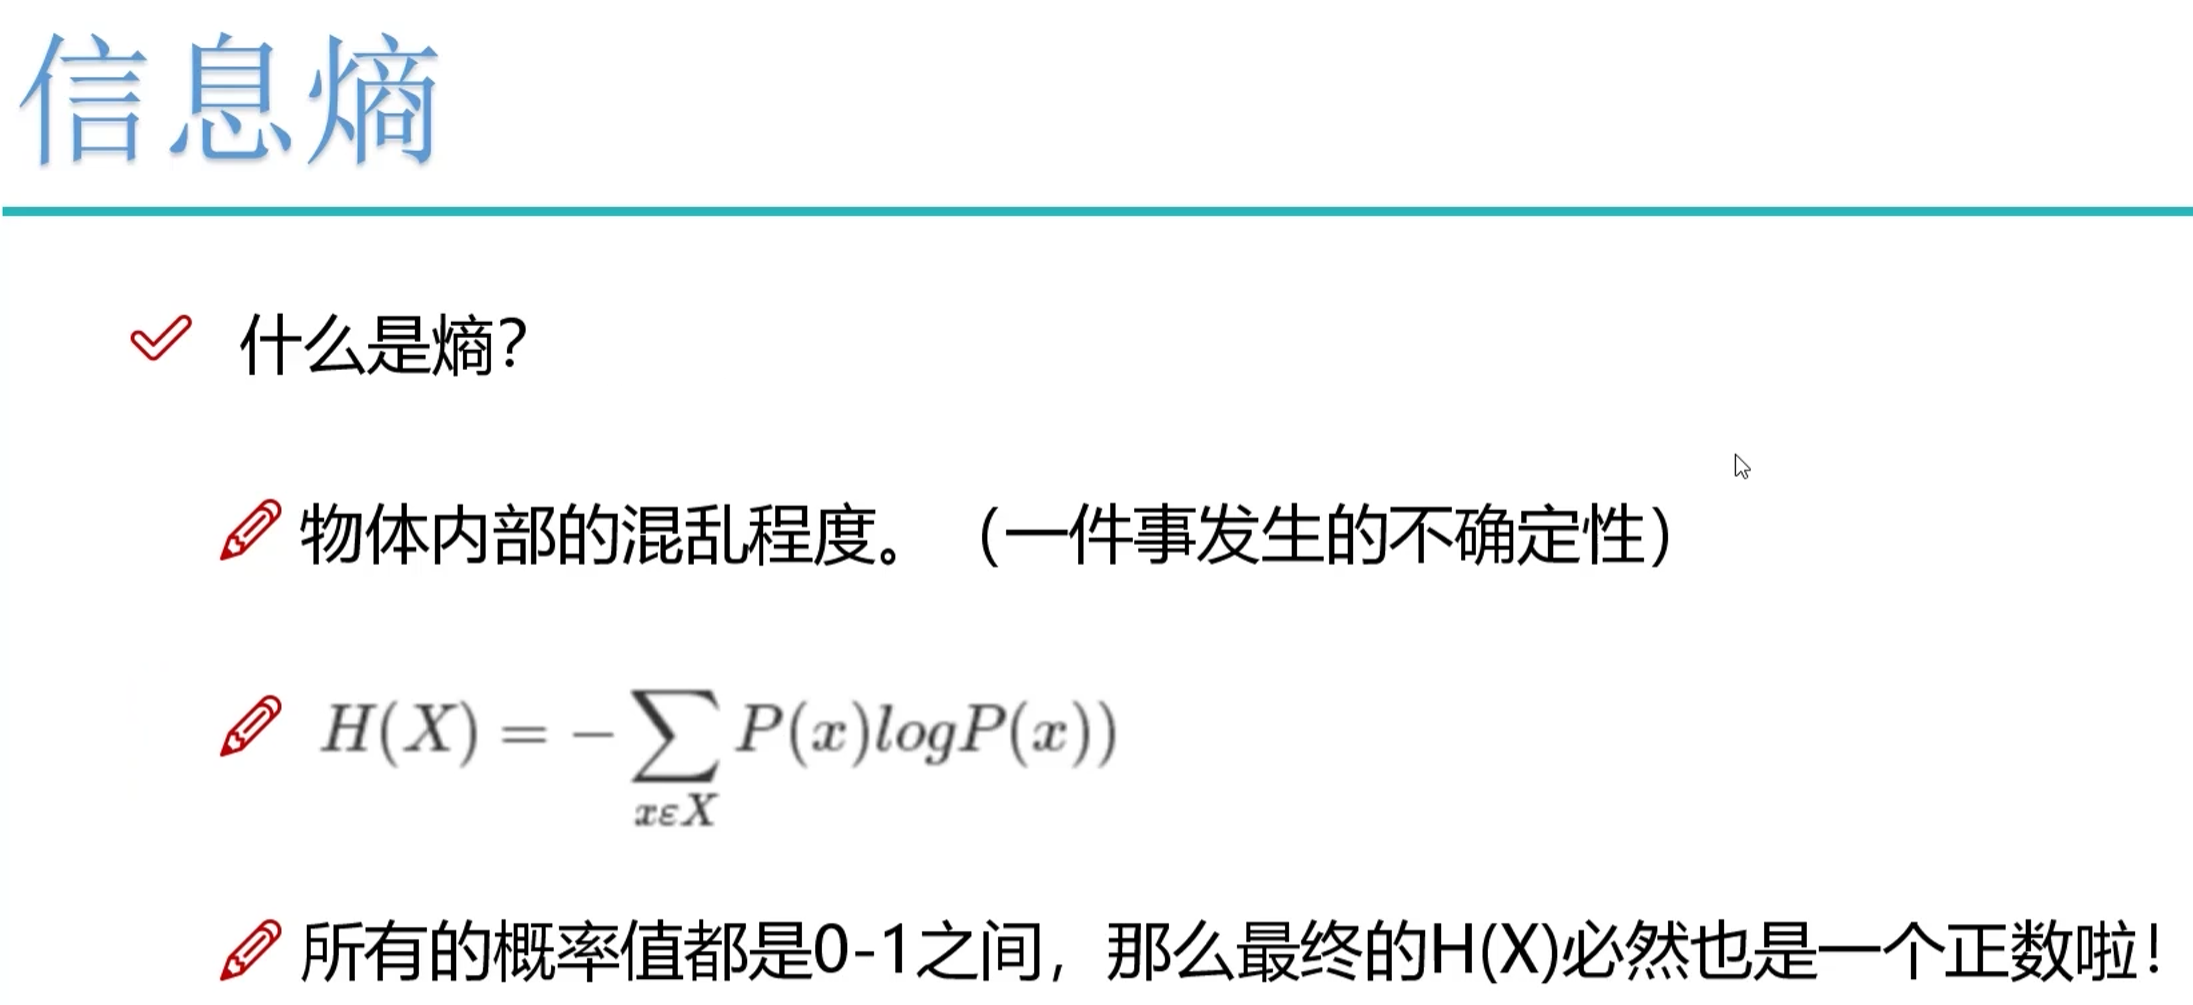 信息熵
什么是熵？
物体内部的混乱程度。（一件事发生的不确定性）
H(X) = − ∑ P(x)logP(x))
xεX
所有的概率值都是0-1之间，那么最终的H(X)必然也是一个正数啦！